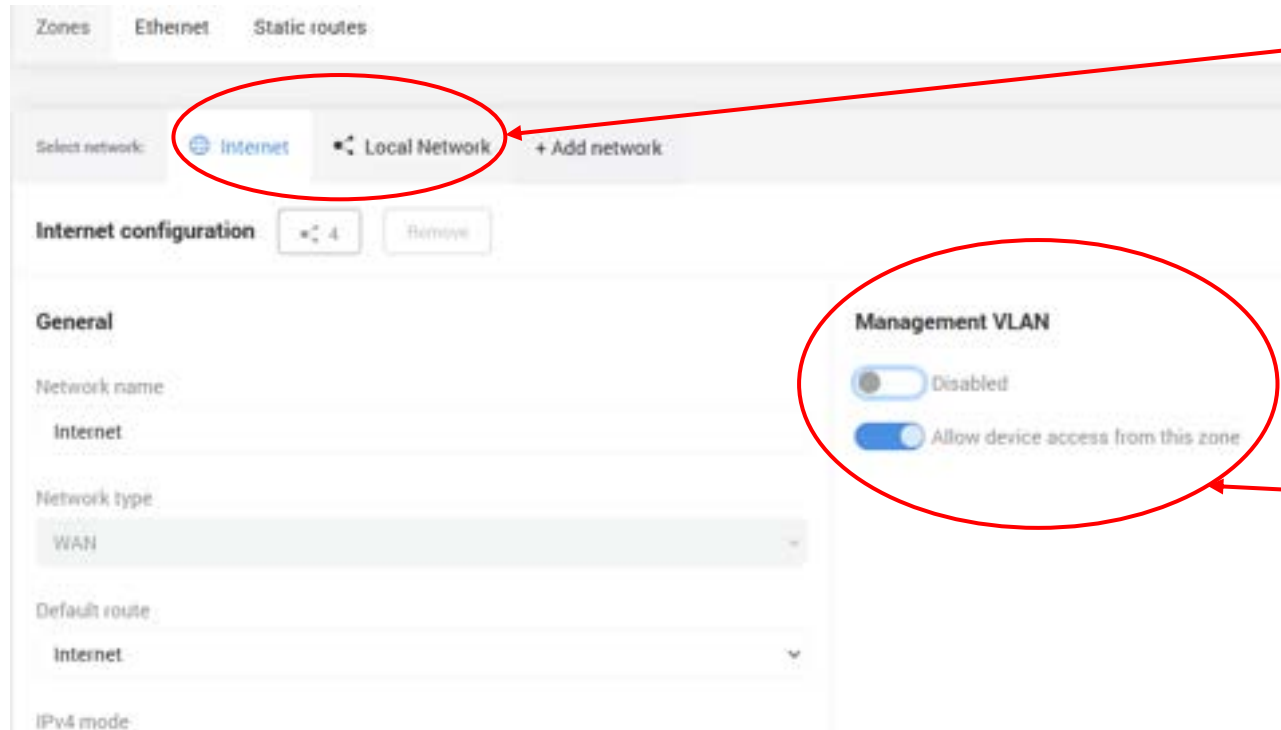 Zones Ethernet Static routes
Select network: Internet Local Network + Add network
Internet configuration 4 Remove
General
Management VLAN
Network name
Disabled
Internet
Allow device access from this zone
Network type
WAN
Default route
Internet
IPv4 mode